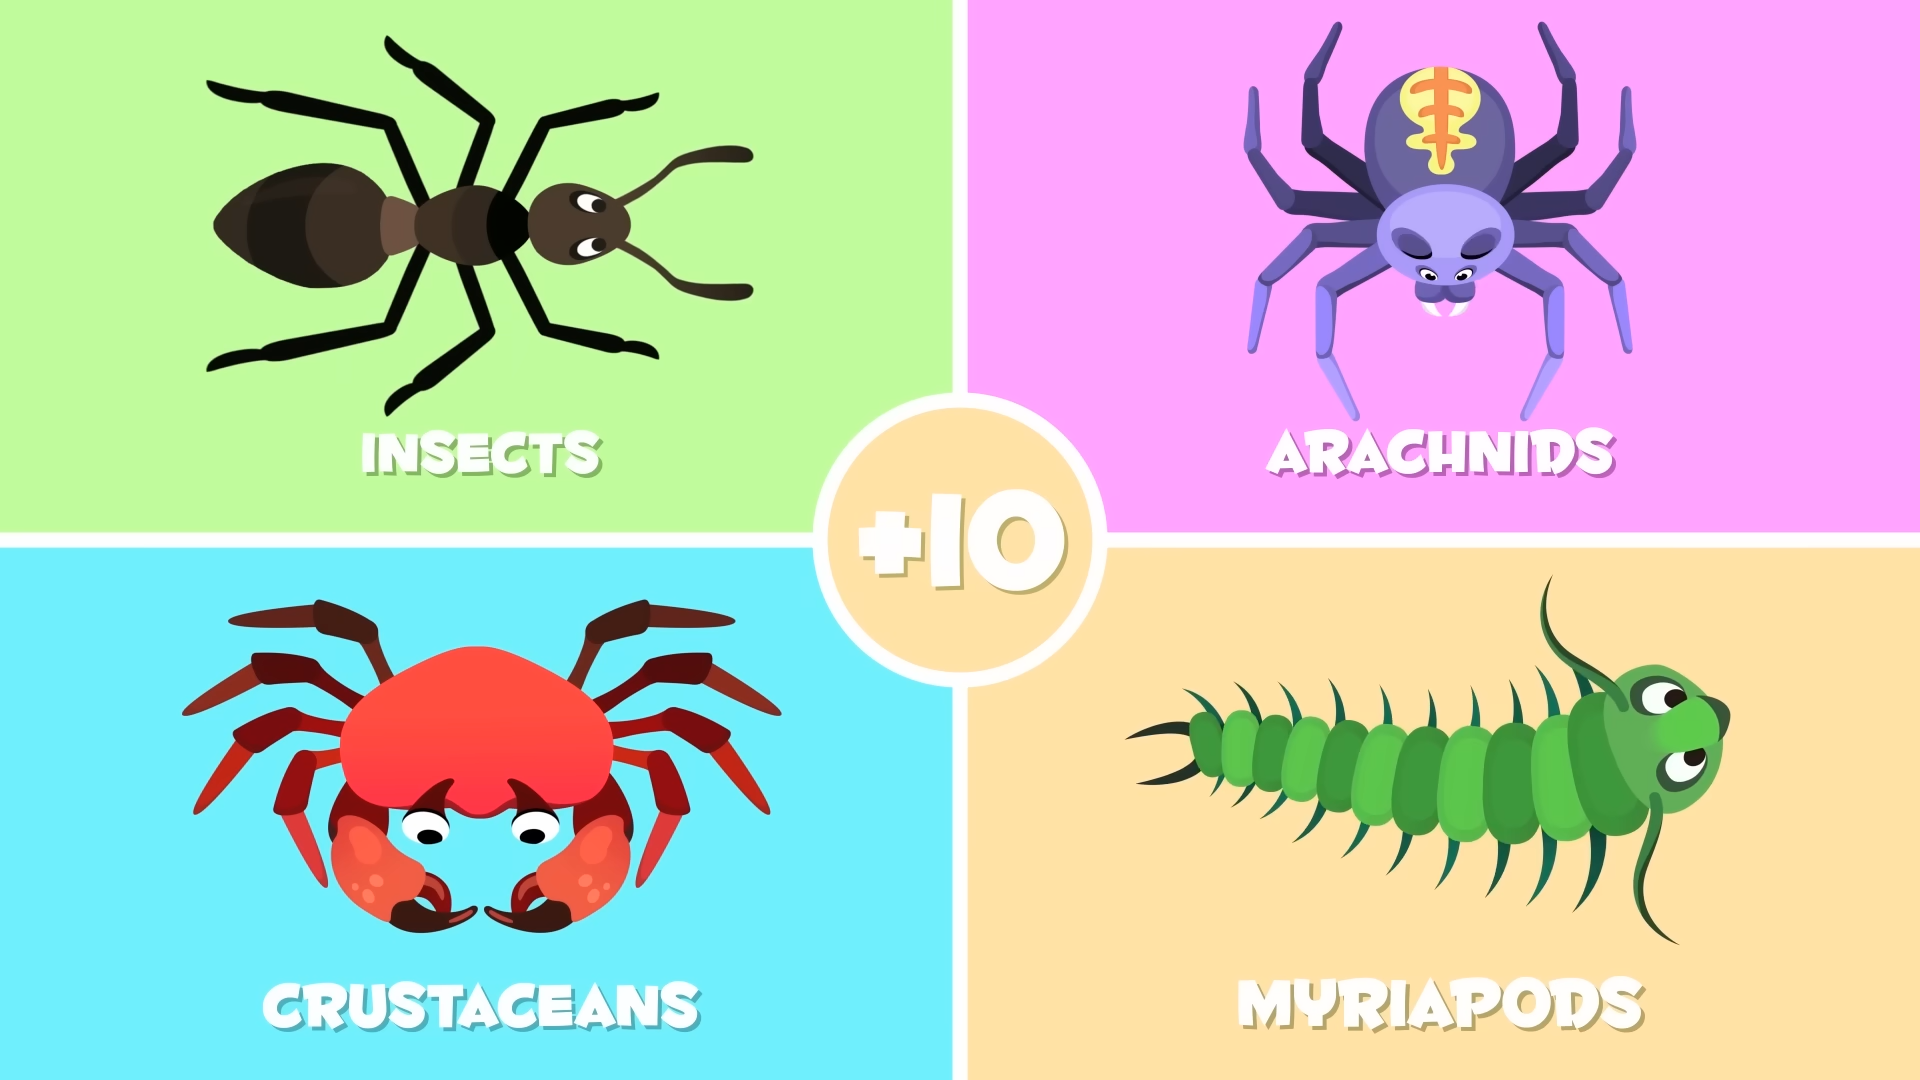 INSECTS
ARACHNIDS
+10
CRUSTACEANS
MYRIAPODS